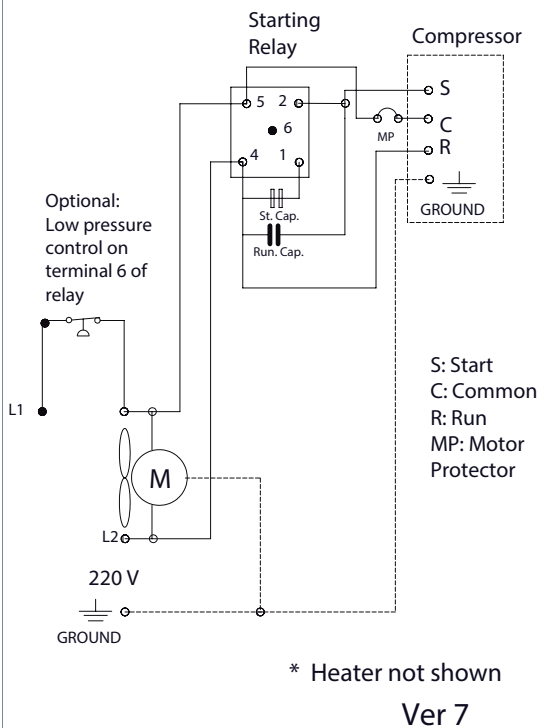 Starting
Relay
Compressor
S
5 2
6
MP
C
R
4 1
St. Cap.
Run. Cap.
GROUND
Optional:
Low pressure
control on
terminal 6 of
relay
S: Start
C: Common
R: Run
MP: Motor
Protector
L1
M
L2
220 V
GROUND
* Heater not shown
Ver 7